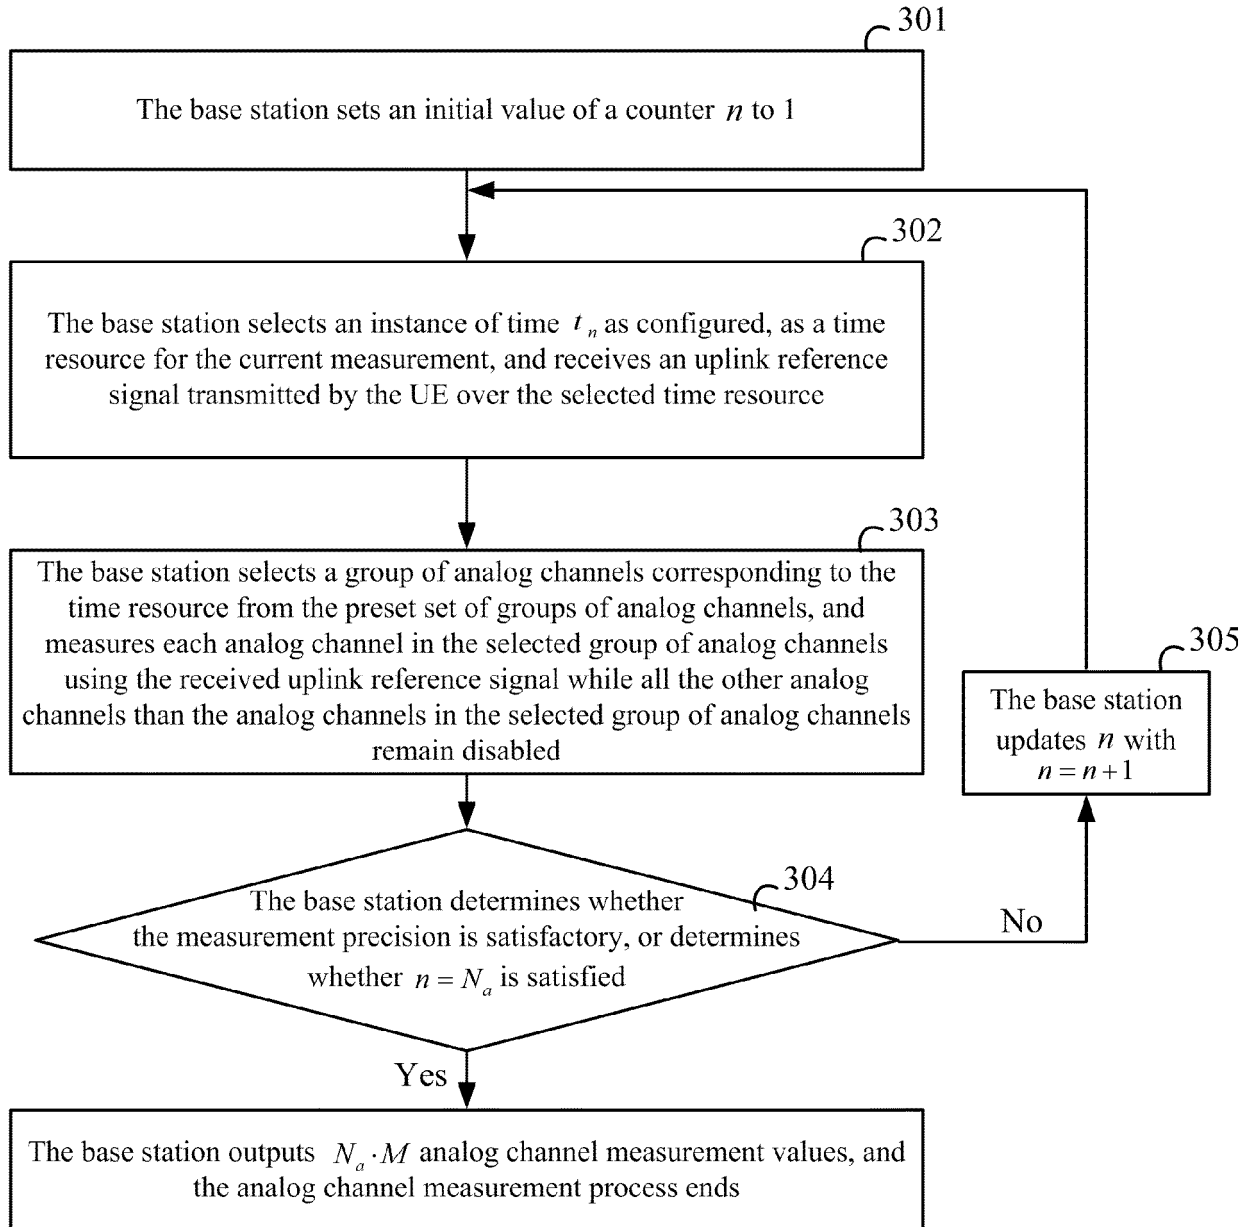 301
The base station sets an initial value of a counter n to 1
302
The base station selects an instance of time t_n as configured, as a time
resource for the current measurement, and receives an uplink reference
signal transmitted by the UE over the selected time resource
303
The base station selects a group of analog channels corresponding to the
time resource from the preset set of groups of analog channels, and
measures each analog channel in the selected group of analog channels
using the received uplink reference signal while all the other analog
channels than the analog channels in the selected group of analog channels
remain disabled
305
The base station
updates n with
n = n + 1
304
The base station determines whether
the measurement precision is satisfactory, or determines
whether n = N_a is satisfied
No
Yes
The base station outputs N_a · M analog channel measurement values, and
the analog channel measurement process ends